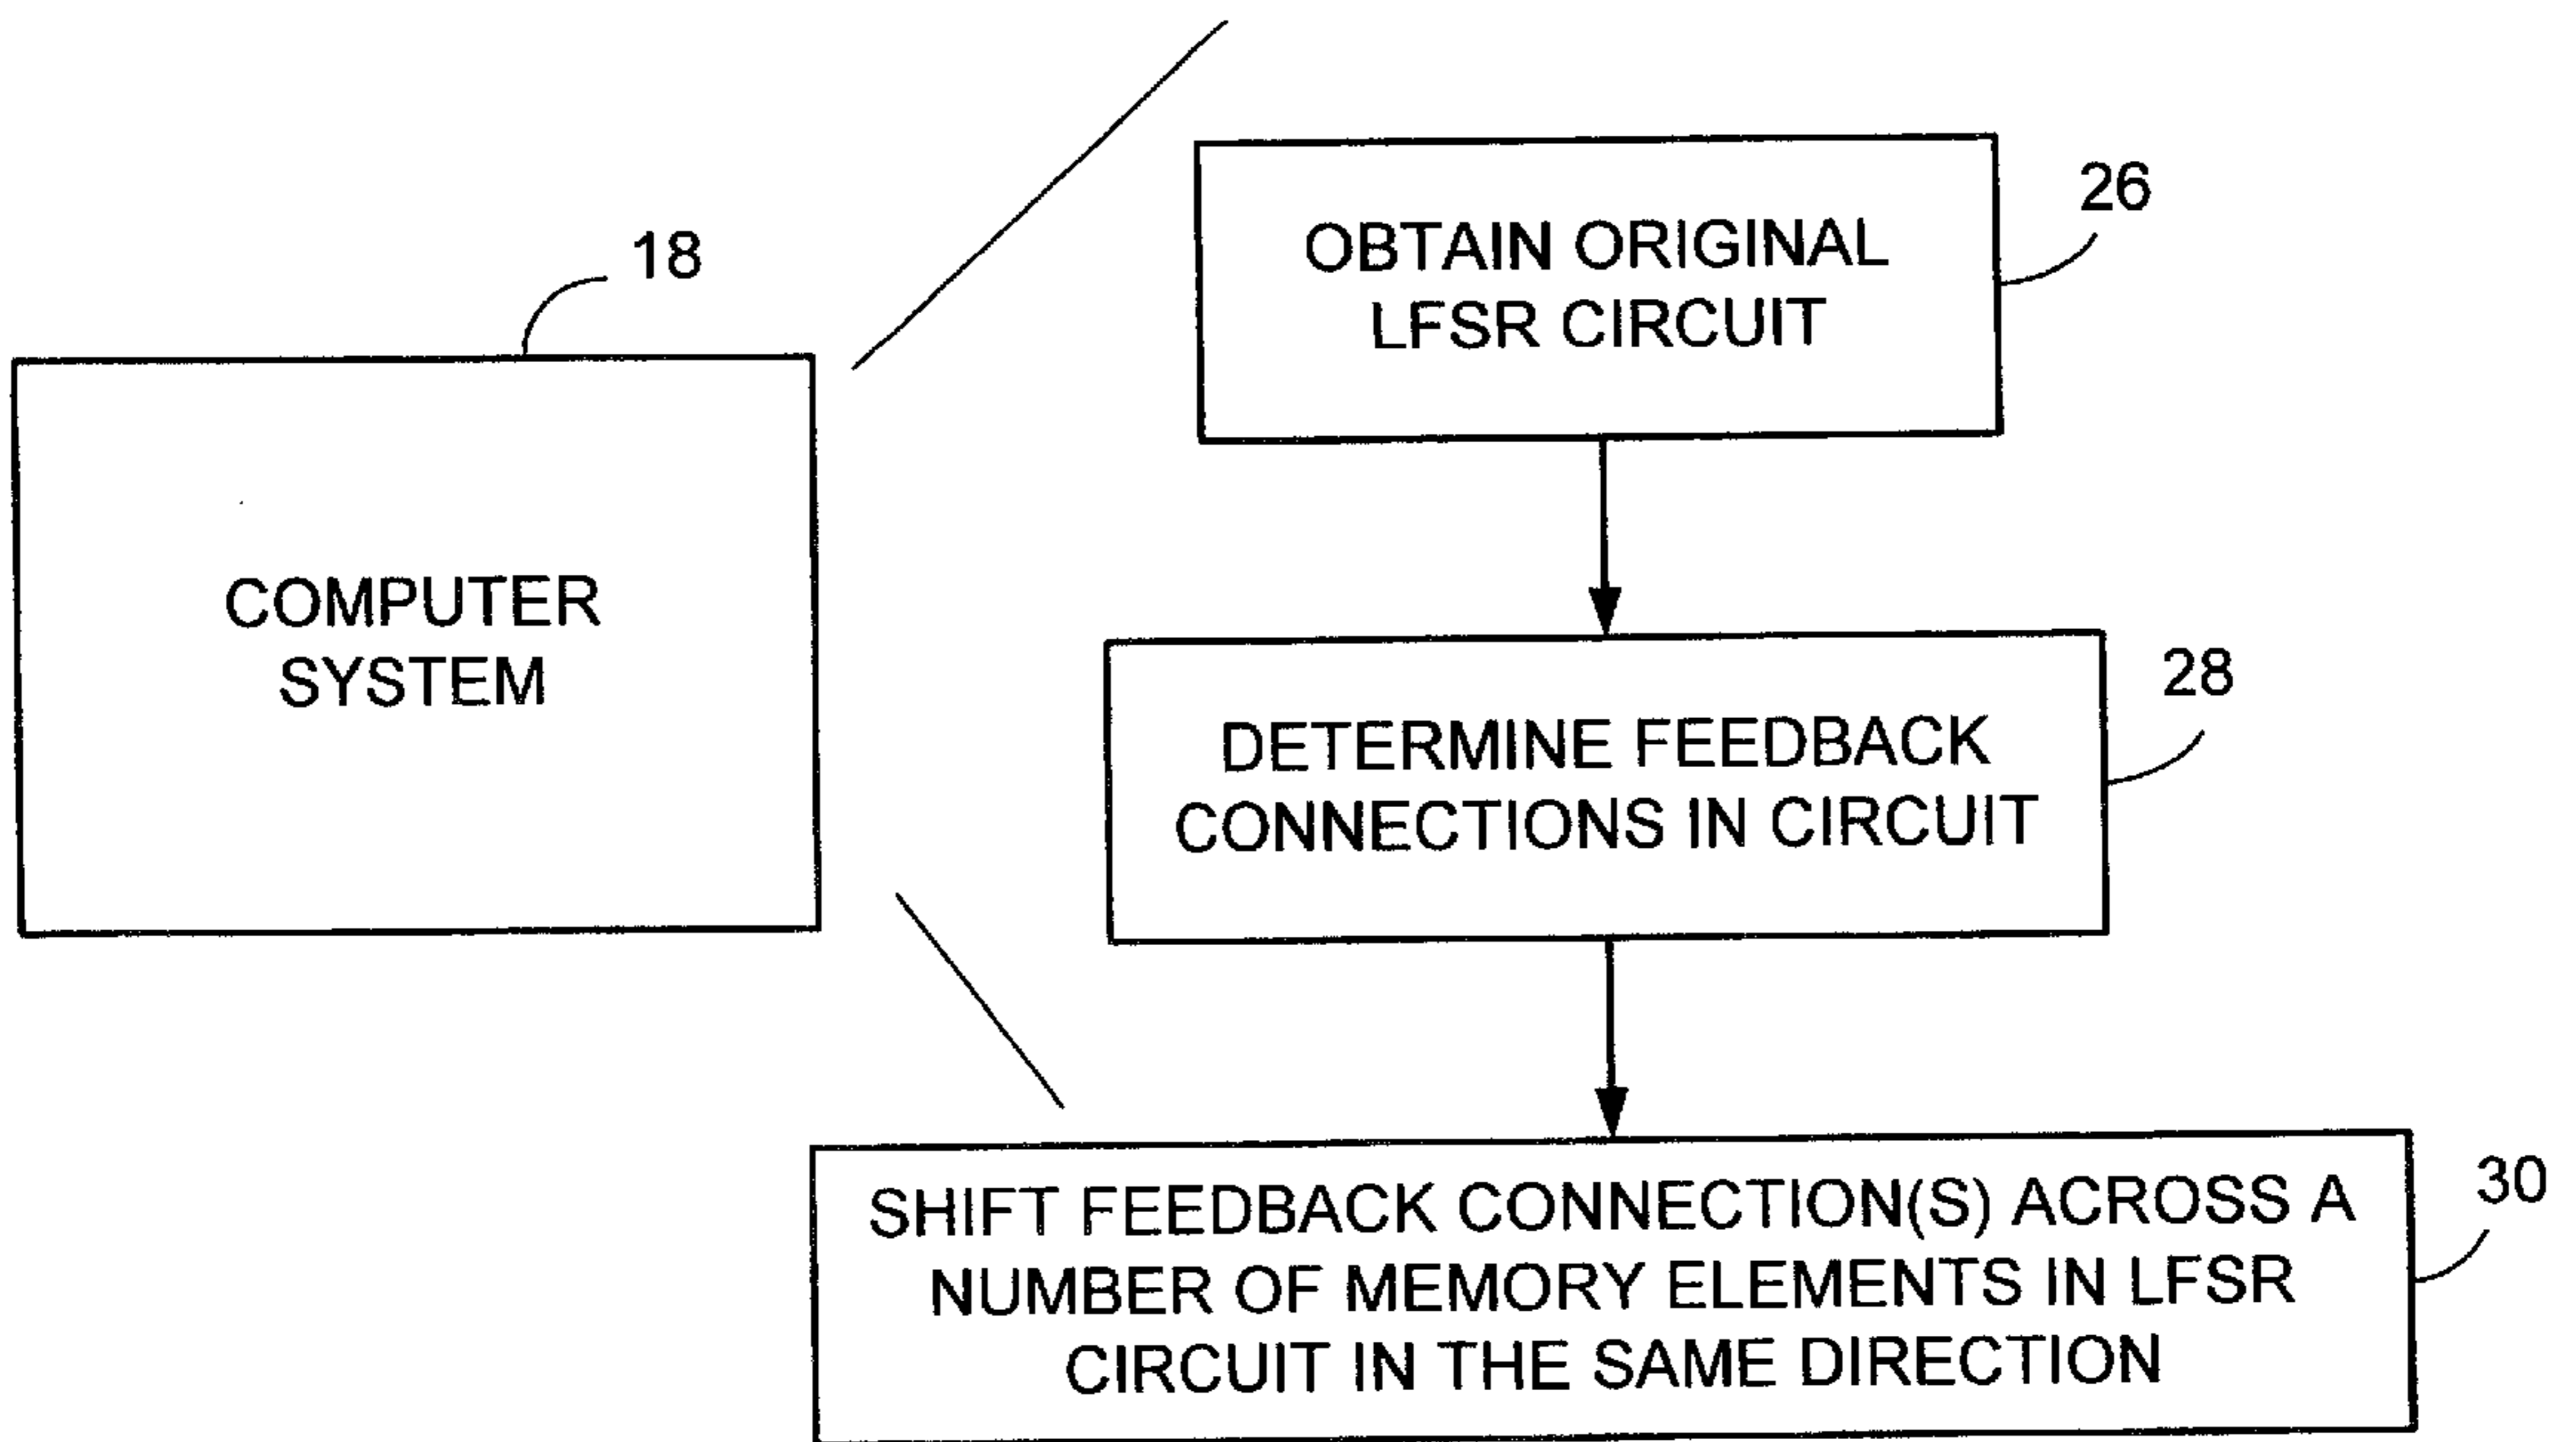 18
COMPUTER
SYSTEM
26
OBTAIN ORIGINAL
LFSR CIRCUIT
28
DETERMINE FEEDBACK
CONNECTIONS IN CIRCUIT
30
SHIFT FEEDBACK CONNECTION(S) ACROSS A
NUMBER OF MEMORY ELEMENTS IN LFSR
CIRCUIT IN THE SAME DIRECTION